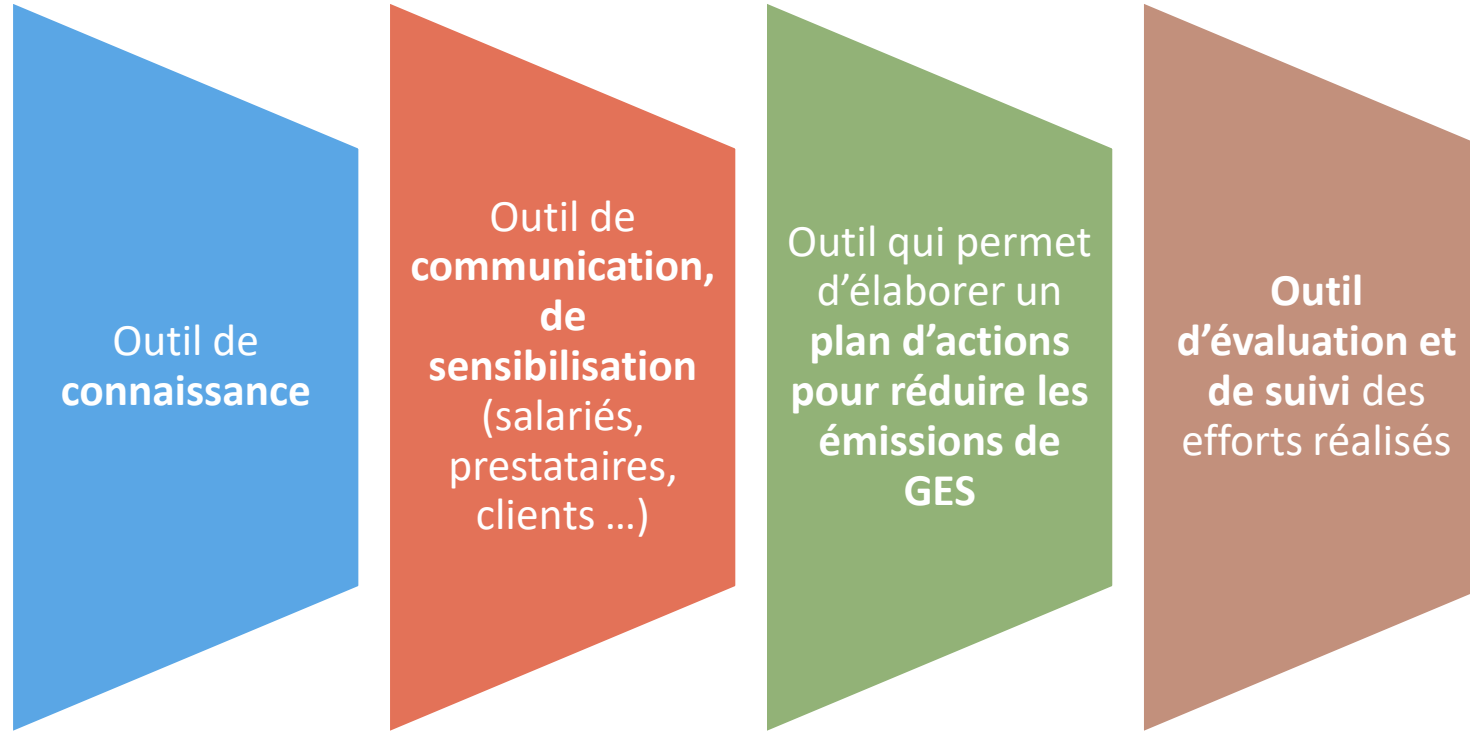 Outil de
connaissance
Outil de
communication,
de
sensibilisation
(salariés,
prestataires,
clients …)
Outil qui permet
d’élaborer un
plan d’actions
pour réduire les
émissions de
GES
Outil
d’évaluation et
de suivi des
efforts réalisés